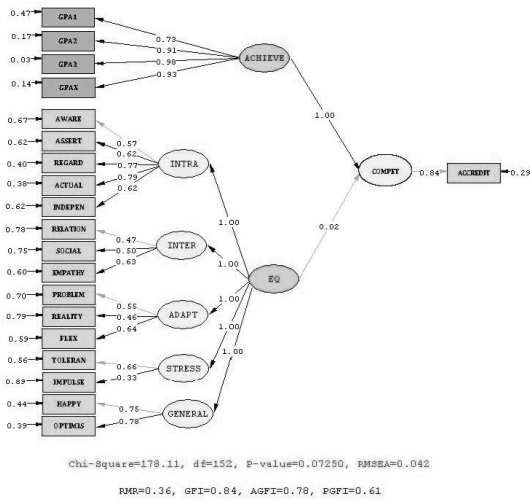 0.47 GPA1
0.17 GPA2
0.03 GPA3
0.14 GPAX
0.73
0.91
0.98
0.93
ACHIEVE
1.00
0.67 AWARE
0.62 ASSERT
0.40 REGARD
0.38 ACTUAL
0.62 INDEPEN
0.57
0.62
0.77
0.79
0.62
INTRA
COMPET 0.84 ACCREDIT 0.29
1.00
0.02
0.78 RELATION
0.75 SOCIAL
0.60 EMPATHY
0.47
0.50
0.63
INTER
1.00
EQ
0.70 PROBLEM
0.79 REALITY
0.59 FLEX
0.55
0.46
0.64
ADAPT
1.00
1.00
1.00
0.56 TOLERAN
0.89 IMPULSE
0.66
0.33
STRESS
0.44 HAPPY
0.39 OPTIMIS
0.75
0.78
GENERAL
Chi-Square=178.11, df=152, P-value=0.07250, RMSEA=0.042
RMR=0.36, GFI=0.84, AGFI=0.78, PGFI=0.61